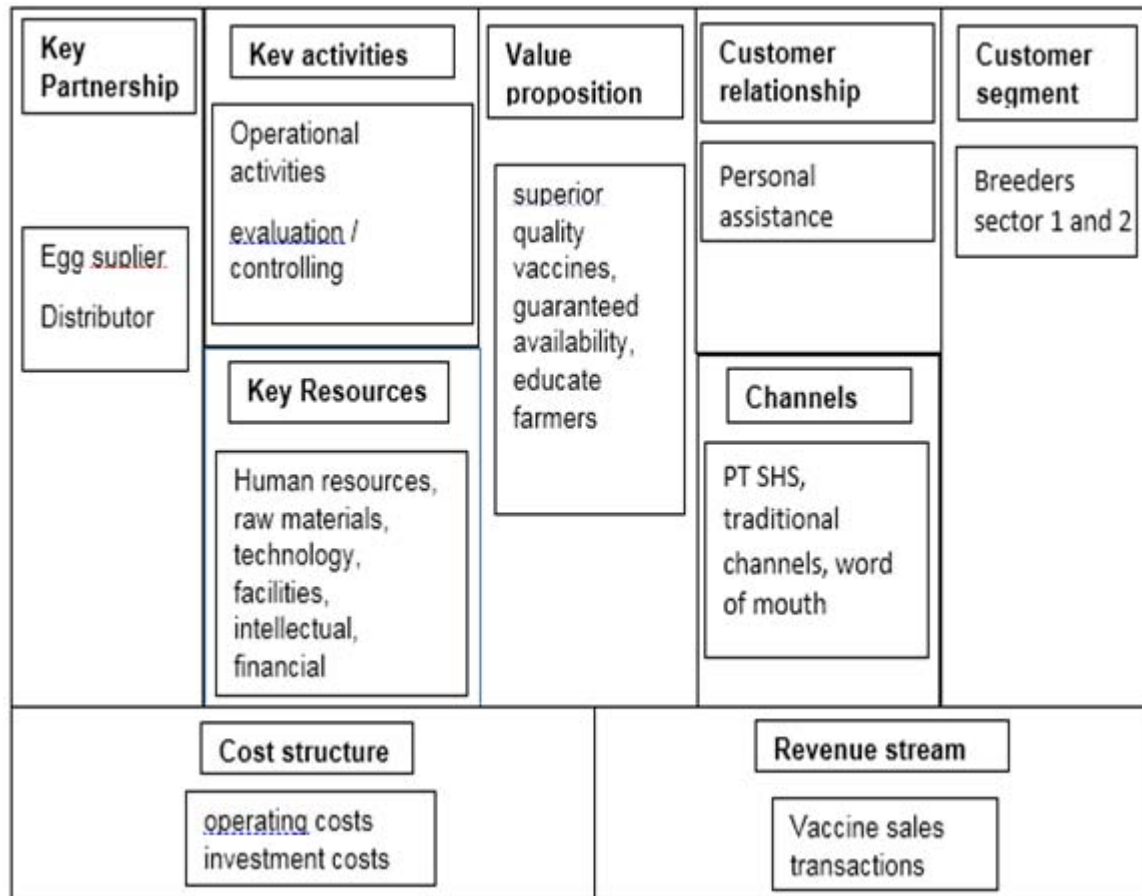 Key
Partnership
Egg suplier
Distributor
Kev activities
Operational
activities
evaluation /
controlling
Key Resources
Human resources,
raw materials,
technology,
facilities,
intellectual,
financial
Value
proposition
superior
quality
vaccines,
guaranteed
availability,
educate
farmers
Customer
relationship
Personal
assistance
Channels
PT SHS,
traditional
channels, word
of mouth
Customer
segment
Breeders
sector 1 and 2
Cost structure
operating costs
investment costs
Revenue stream
Vaccine sales
transactions